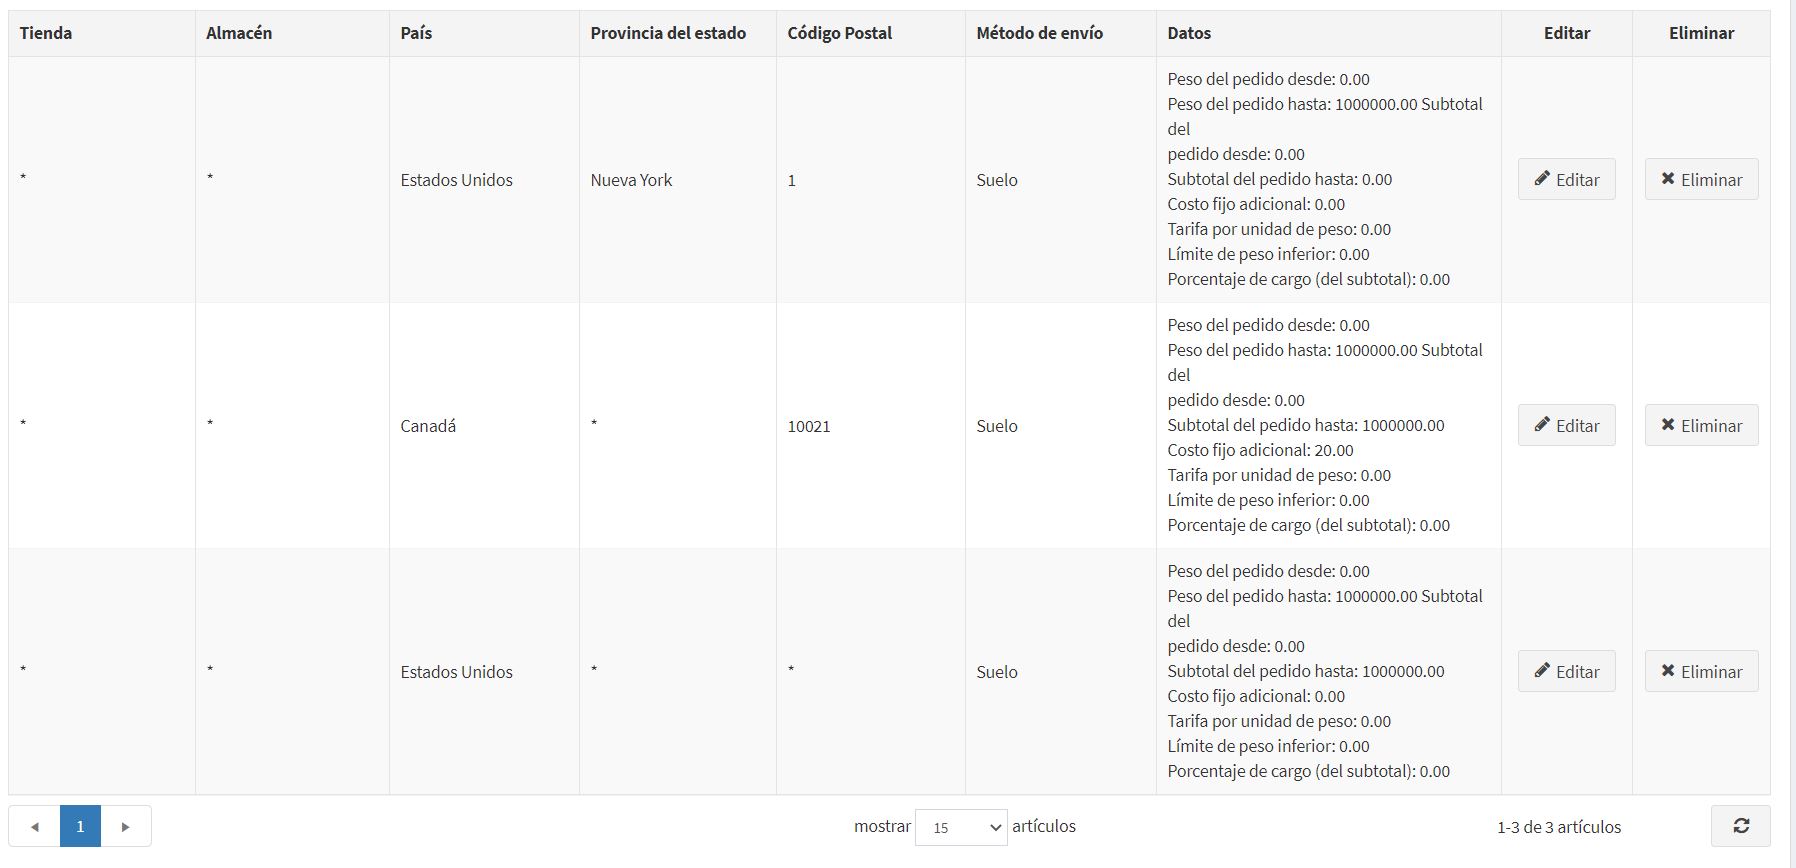 Tienda Almacén País Provincia del estado Código Postal Método de envío Datos Editar Eliminar
* * Estados Unidos Nueva York 1 Suelo
Peso del pedido desde: 0.00
Peso del pedido hasta: 1000000.00 Subtotal
del
pedido desde: 0.00
Subtotal del pedido hasta: 0.00
Costo fijo adicional: 0.00
Tarifa por unidad de peso: 0.00
Límite de peso inferior: 0.00
Porcentaje de cargo (del subtotal): 0.00
Editar Eliminar
* * Canadá * 10021 Suelo
Peso del pedido desde: 0.00
Peso del pedido hasta: 1000000.00 Subtotal
del
pedido desde: 0.00
Subtotal del pedido hasta: 1000000.00
Costo fijo adicional: 20.00
Tarifa por unidad de peso: 0.00
Límite de peso inferior: 0.00
Porcentaje de cargo (del subtotal): 0.00
Editar Eliminar
* * Estados Unidos * * Suelo
Peso del pedido desde: 0.00
Peso del pedido hasta: 1000000.00 Subtotal
del
pedido desde: 0.00
Subtotal del pedido hasta: 1000000.00
Costo fijo adicional: 0.00
Tarifa por unidad de peso: 0.00
Límite de peso inferior: 0.00
Porcentaje de cargo (del subtotal): 0.00
Editar Eliminar
1 mostrar 15 artículos 1-3 de 3 artículos